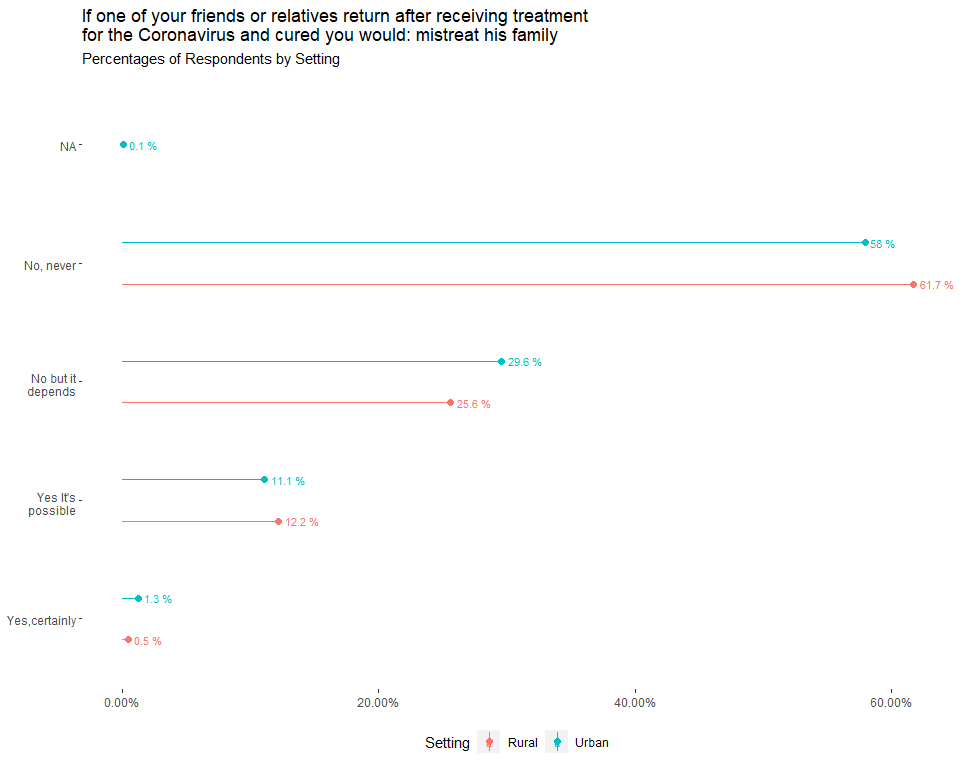 If one of your friends or relatives return after receiving treatment
for the Coronavirus and cured you would: mistreat his family
Percentages of Respondents by Setting
NA
0.1 %
58 %
No, never
61.7 %
29.6 %
No but it
depends
25.6 %
11.1 %
Yes It's
possible
12.2 %
1.3 %
Yes,certainly
0.5 %
0.00% 20.00% 40.00% 60.00%
Setting Rural Urban